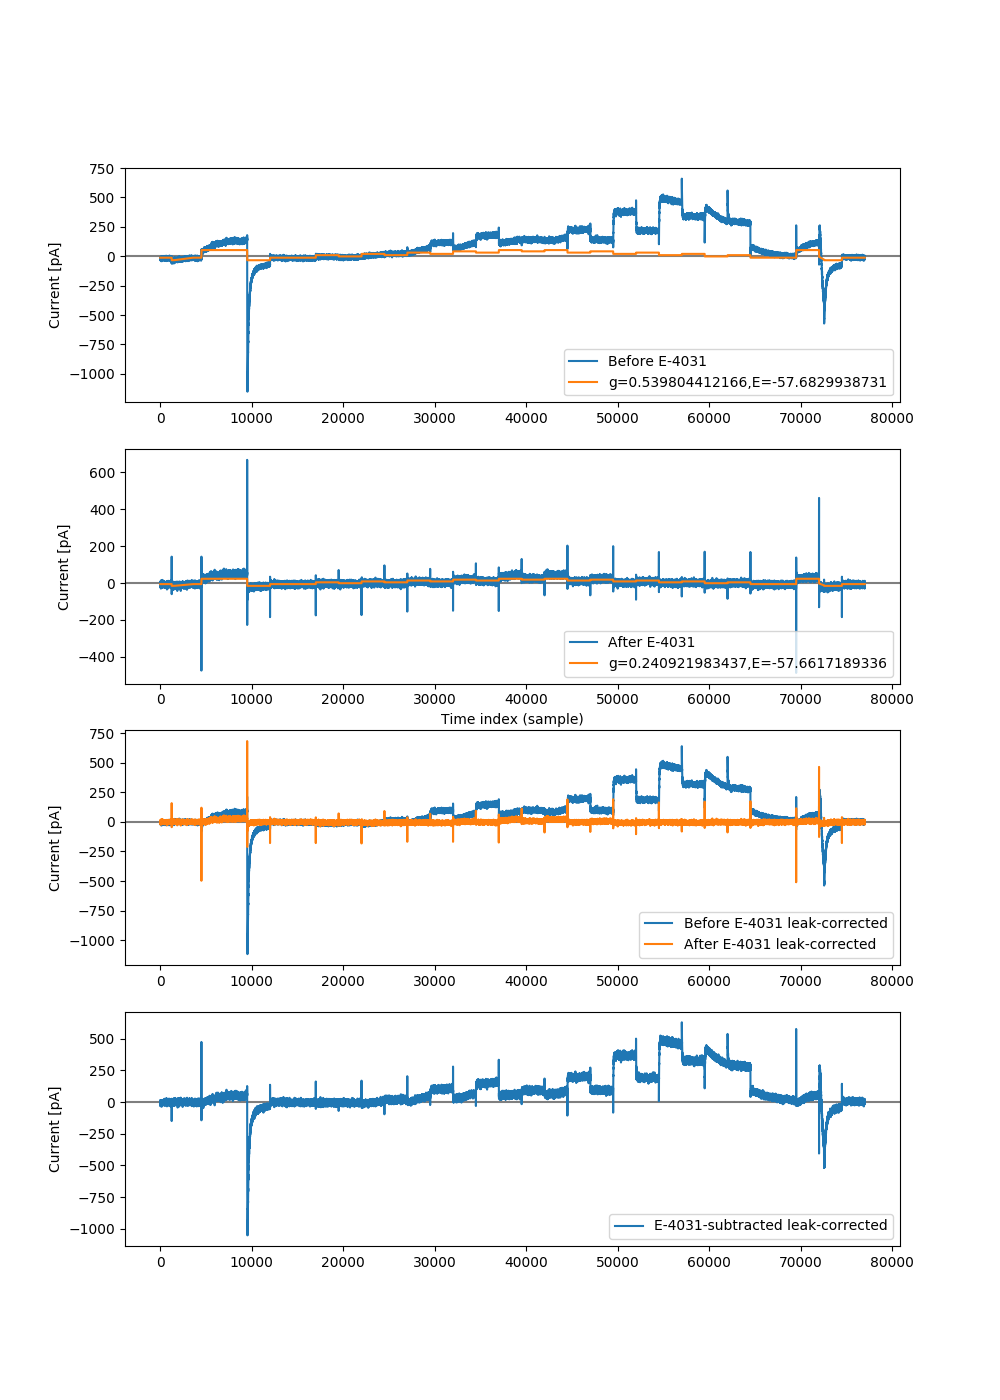 750
500
250
0
−250
−500
−750
−1000
Current [pA]
Before E-4031
g=0.539804412166,E=-57.6829938731
0 10000 20000 30000 40000 50000 60000 70000 80000
600
400
200
0
−200
−400
Current [pA]
After E-4031
g=0.240921983437,E=-57.6617189336
0 10000 20000 30000 40000 50000 60000 70000 80000
Time index (sample)
750
500
250
0
−250
−500
−750
−1000
Current [pA]
Before E-4031 leak-corrected
After E-4031 leak-corrected
0 10000 20000 30000 40000 50000 60000 70000 80000
500
250
0
−250
−500
−750
−1000
Current [pA]
E-4031-subtracted leak-corrected
0 10000 20000 30000 40000 50000 60000 70000 80000